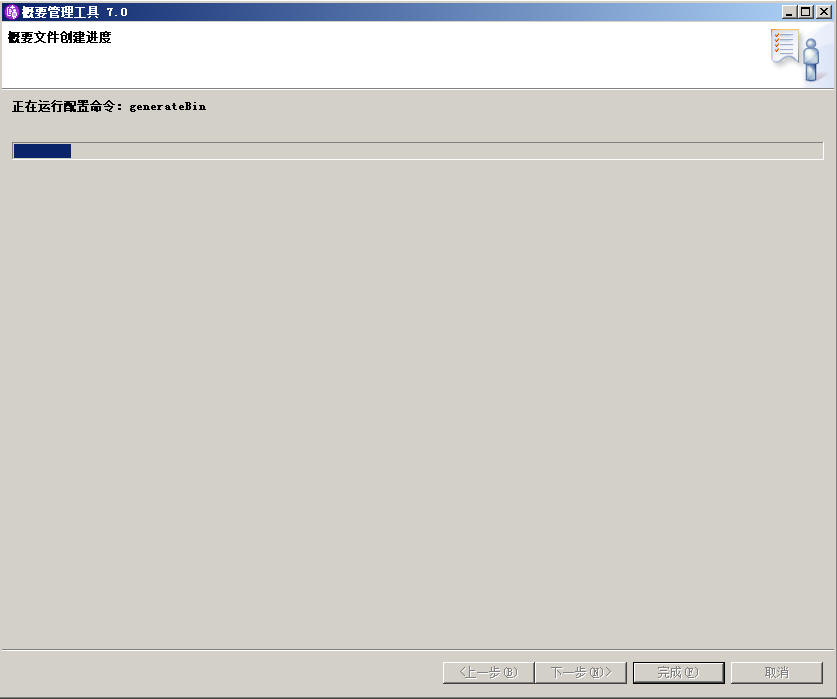 概要管理工具 7.0
概要文件创建进度
正在运行配置命令：generateBin
<上一步(B) 下一步(N)> 完成(F) 取消